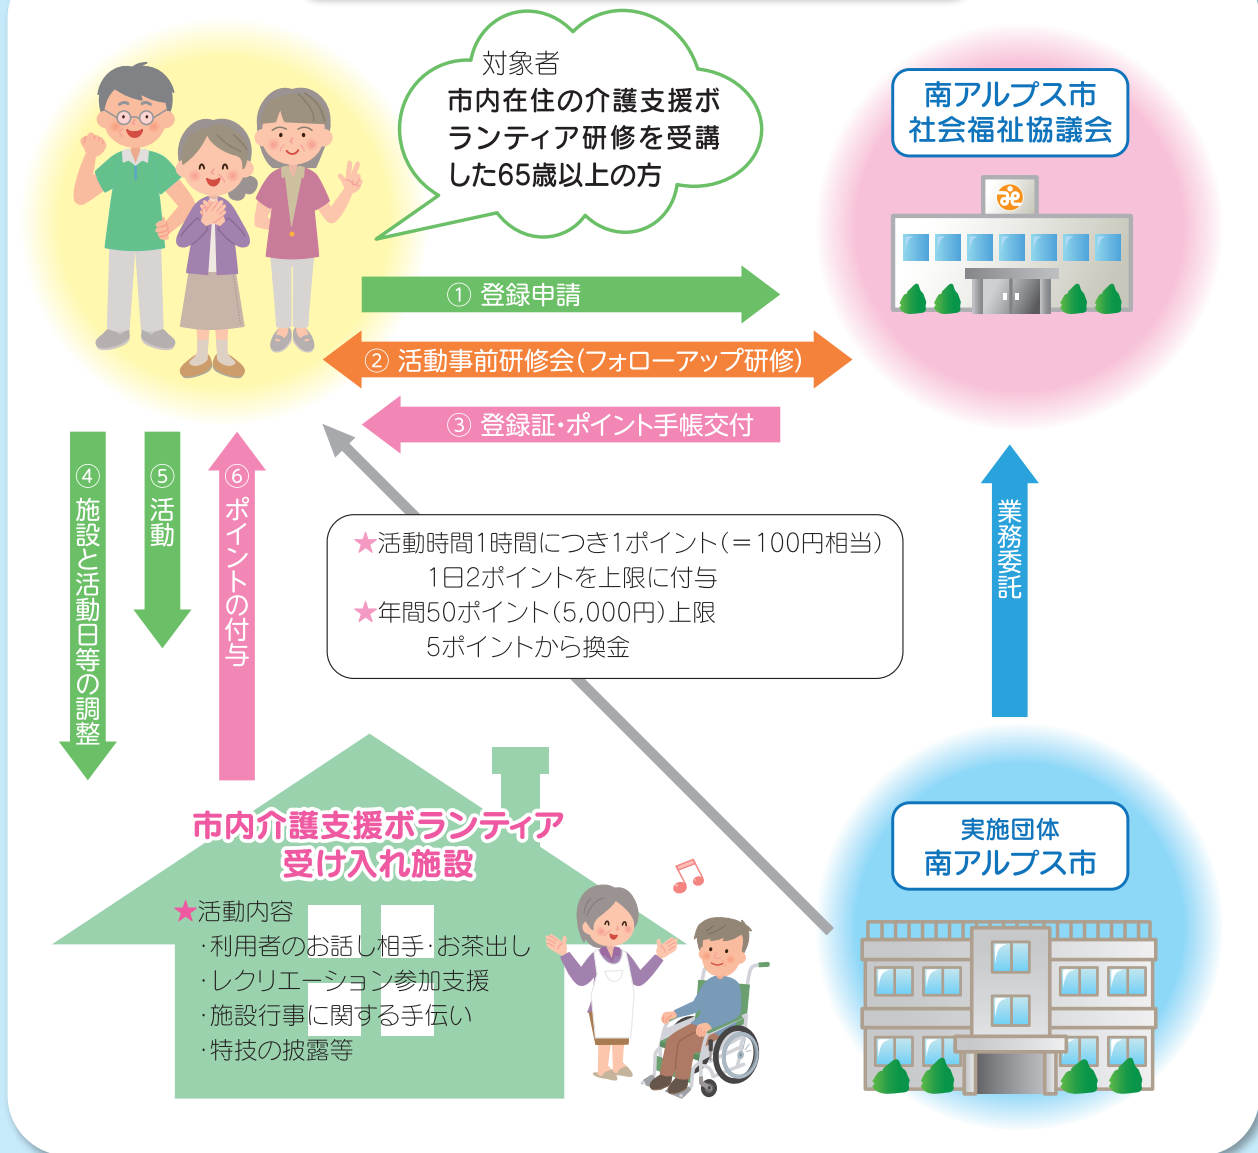 対象者
市内在住の介護支援ボ
ランティア研修を受講
した65歳以上の方
南アルプス市
社会福祉協議会
① 登録申請
② 活動事前研修会(フォローアップ研修)
③ 登録証・ポイント手帳交付
④ 施設と活動日等の調整
⑤ 活動
⑥ ポイントの付与
★活動時間1時間につき1ポイント(＝100円相当)
1日2ポイントを上限に付与
★年間50ポイント(5,000円)上限
5ポイントから換金
業務委託
市内介護支援ボランティア
受け入れ施設
★活動内容
・利用者のお話し相手・お茶出し
・レクリエーション参加支援
・施設行事に関する手伝い
・特技の披露等
実施団体
南アルプス市